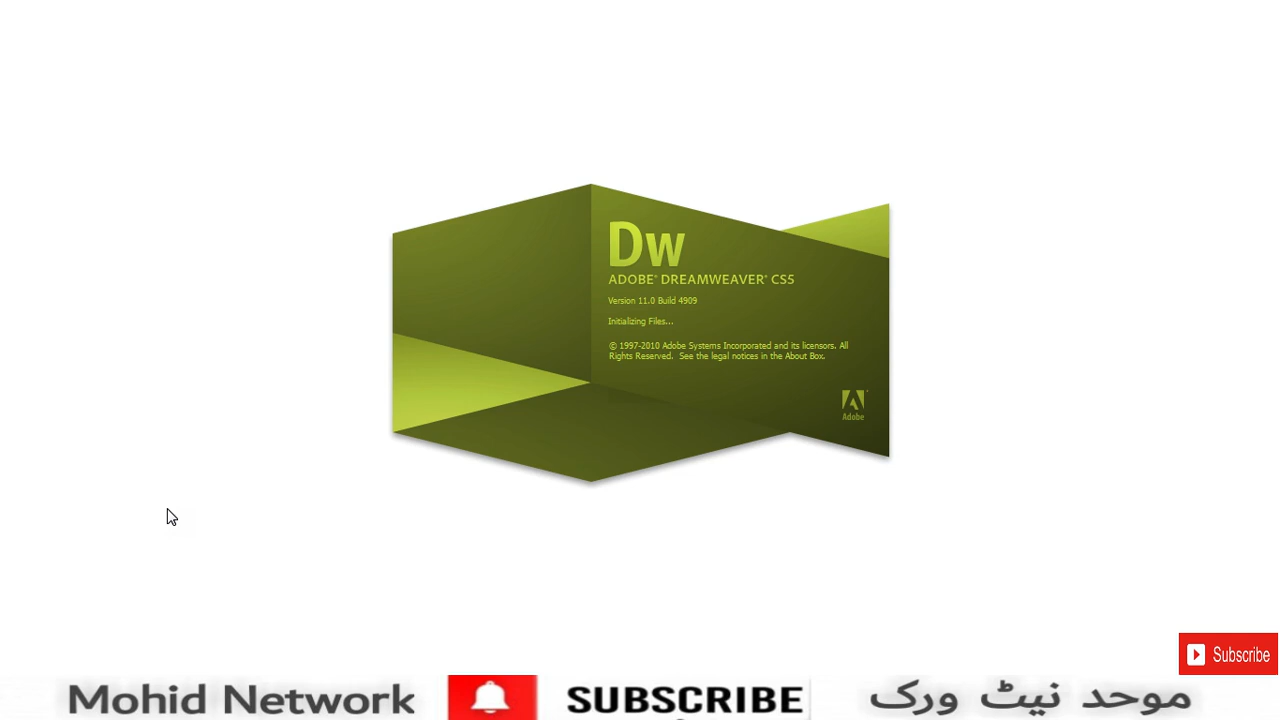 Dw
ADOBE® DREAMWEAVER® CS5
Version 11.0 Build 4909
Initializing Files...
© 1997-2010 Adobe Systems Incorporated and its licensors. All
Rights Reserved. See the legal notices in the About Box.
Adobe
Subscribe
Mohid Network
SUBSCRIBE
موحد نیٹ ورک